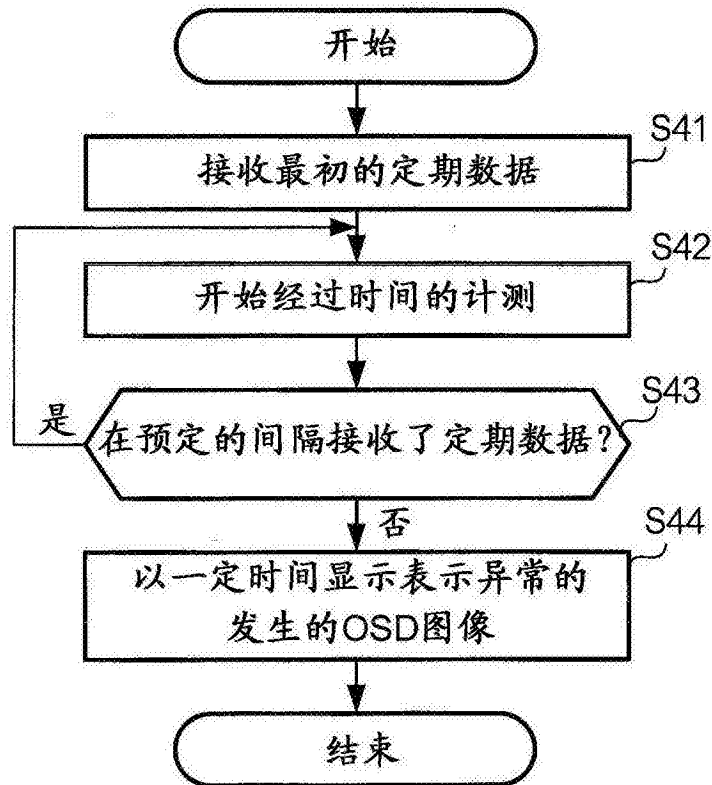 开始
S41
接收最初的定期数据
S42
开始经过时间的计测
S43
是
在预定的间隔接收了定期数据？
否
S44
以一定时间显示表示异常的
发生的OSD图像
结束